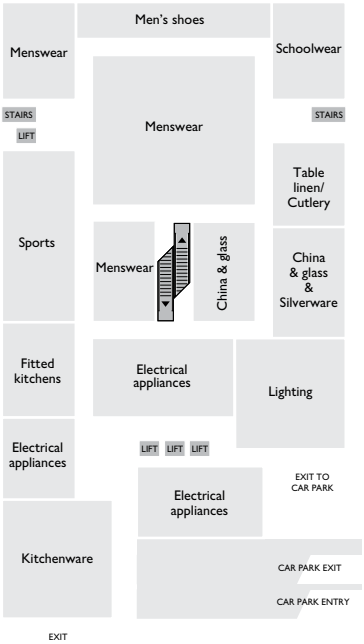 Men's shoes
Menswear
Schoolwear
Menswear
STAIRS
STAIRS
LIFT
Table
linen/
Cutlery
Sports
Menswear
China & glass
China
& glass
&
Silverware
Fitted
kitchens
Electrical
appliances
Lighting
Electrical
appliances
LIFT LIFT LIFT
EXIT TO
CAR PARK
Electrical
appliances
Kitchenware
CAR PARK EXIT
CAR PARK ENTRY
EXIT